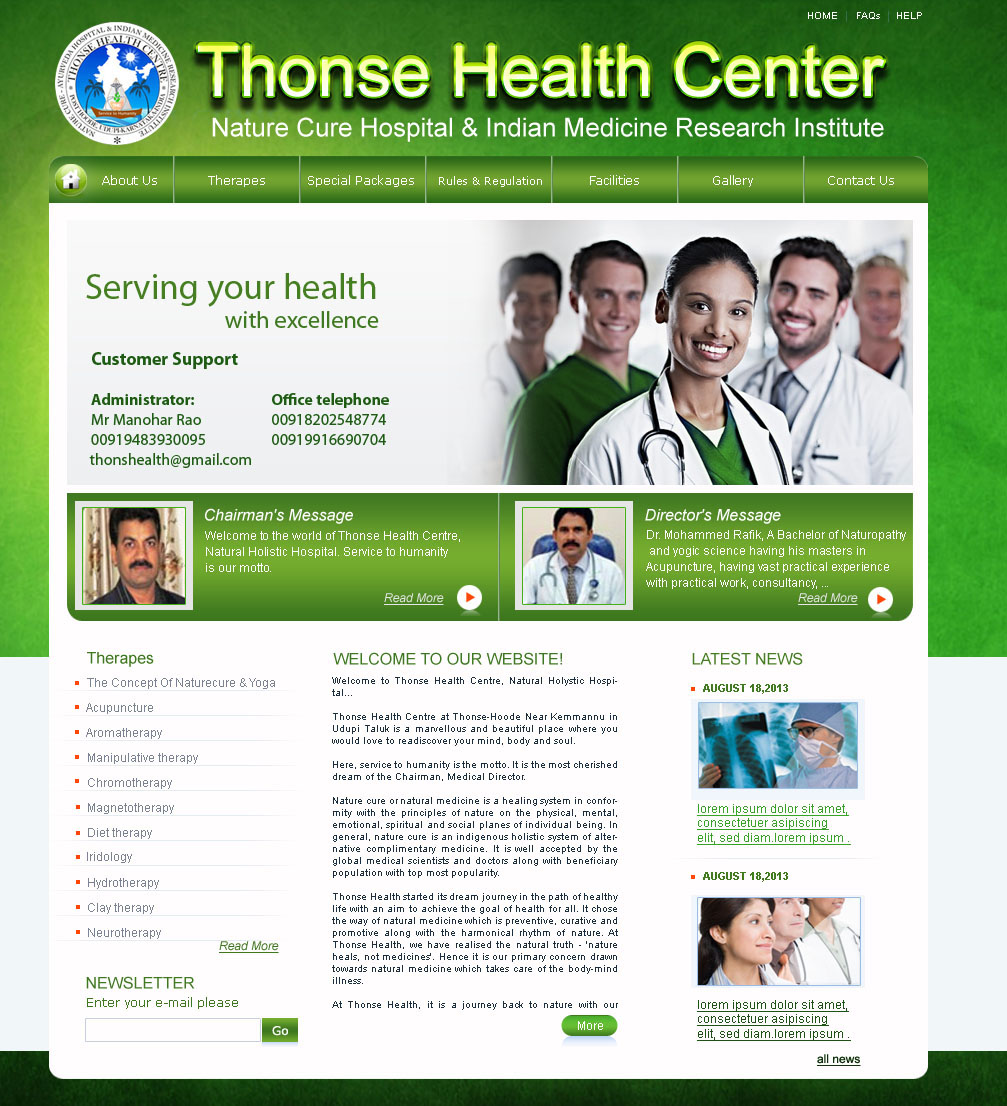 HOME
FAQs
HELP
THONSE HEALTH CENTRE
Service to Humanity
Thonse Health Center
Nature Cure Hospital & Indian Medicine Research Institute
About Us
Therapes
Special Packages
Rules & Regulation
Facilities
Gallery
Contact Us
Serving your health
with excellence
Customer Support
Administrator:
Mr Manohar Rao
00919483930095
thonshealth@gmail.com
Office telephone
00918202548774
00919916690704
Chairman's Message
Welcome to the world of Thonse Health Centre,
Natural Holistic Hospital. Service to humanity
is our motto.
Read More
Director's Message
Dr. Mohammed Rafik, A Bachelor of Naturopathy
and yogic science having his masters in
Acupuncture, having vast practical experience
with practical work, consultancy, ...
Read More
Therapes
The Concept Of Naturecure & Yoga
Acupuncture
Aromatherapy
Manipulative therapy
Chromotherapy
Magnetotherapy
Diet therapy
Iridology
Hydrotherapy
Clay therapy
Neurotherapy
Read More
NEWSLETTER
Enter your e-mail please
Go
WELCOME TO OUR WEBSITE!
Welcome to Thonse Health Centre, Natural Holystic Hospi-
tal...
Thonse Health Centre at Thonse-Hoode Near Kemmannu in
Udupi Taluk is a marvellous and beautiful place where you
would love to readiscover your mind, body and soul.
Here, service to humanity is the motto. It is the most cherished
dream of the Chairman, Medical Director.
Nature cure or natural medicine is a healing system in confor-
mity with the principles of nature on the physical, mental,
emotional, spiritual and social planes of individual being. In
general, nature cure is an indigenous holistic system of alter-
native complimentary medicine. It is well accepted by the
global medical scientists and doctors along with beneficiary
population with top most popularity.
Thonse Health started its dream journey in the path of healthy
life with an aim to achieve the goal of health for all. It chose
the way of natural medicine which is preventive, curative and
promotive along with the harmonical rhythm of nature. At
Thonse Health, we have realised the natural truth - 'nature
heals, not medicines'. Hence it is our primary concern drawn
towards natural medicine which takes care of the body-mind
illness.
At Thonse Health, it is a journey back to nature with our
More
LATEST NEWS
AUGUST 18,2013
lorem ipsum dolor sit amet,
consectetuer asipiscing
elit, sed diam.lorem ipsum .
AUGUST 18,2013
lorem ipsum dolor sit amet,
consectetuer asipiscing
elit, sed diam.lorem ipsum .
all news